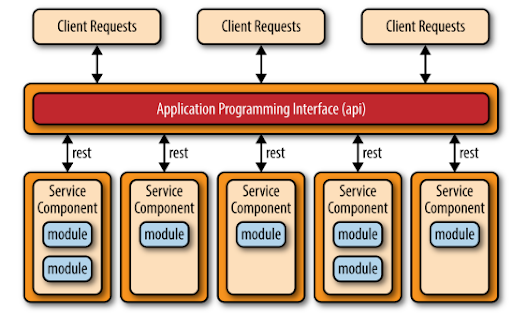 Client Requests
Client Requests
Client Requests
Application Programming Interface (api)
rest
rest
rest
rest
rest
Service
Component
module
module
Service
Component
module
Service
Component
module
Service
Component
module
module
Service
Component
module